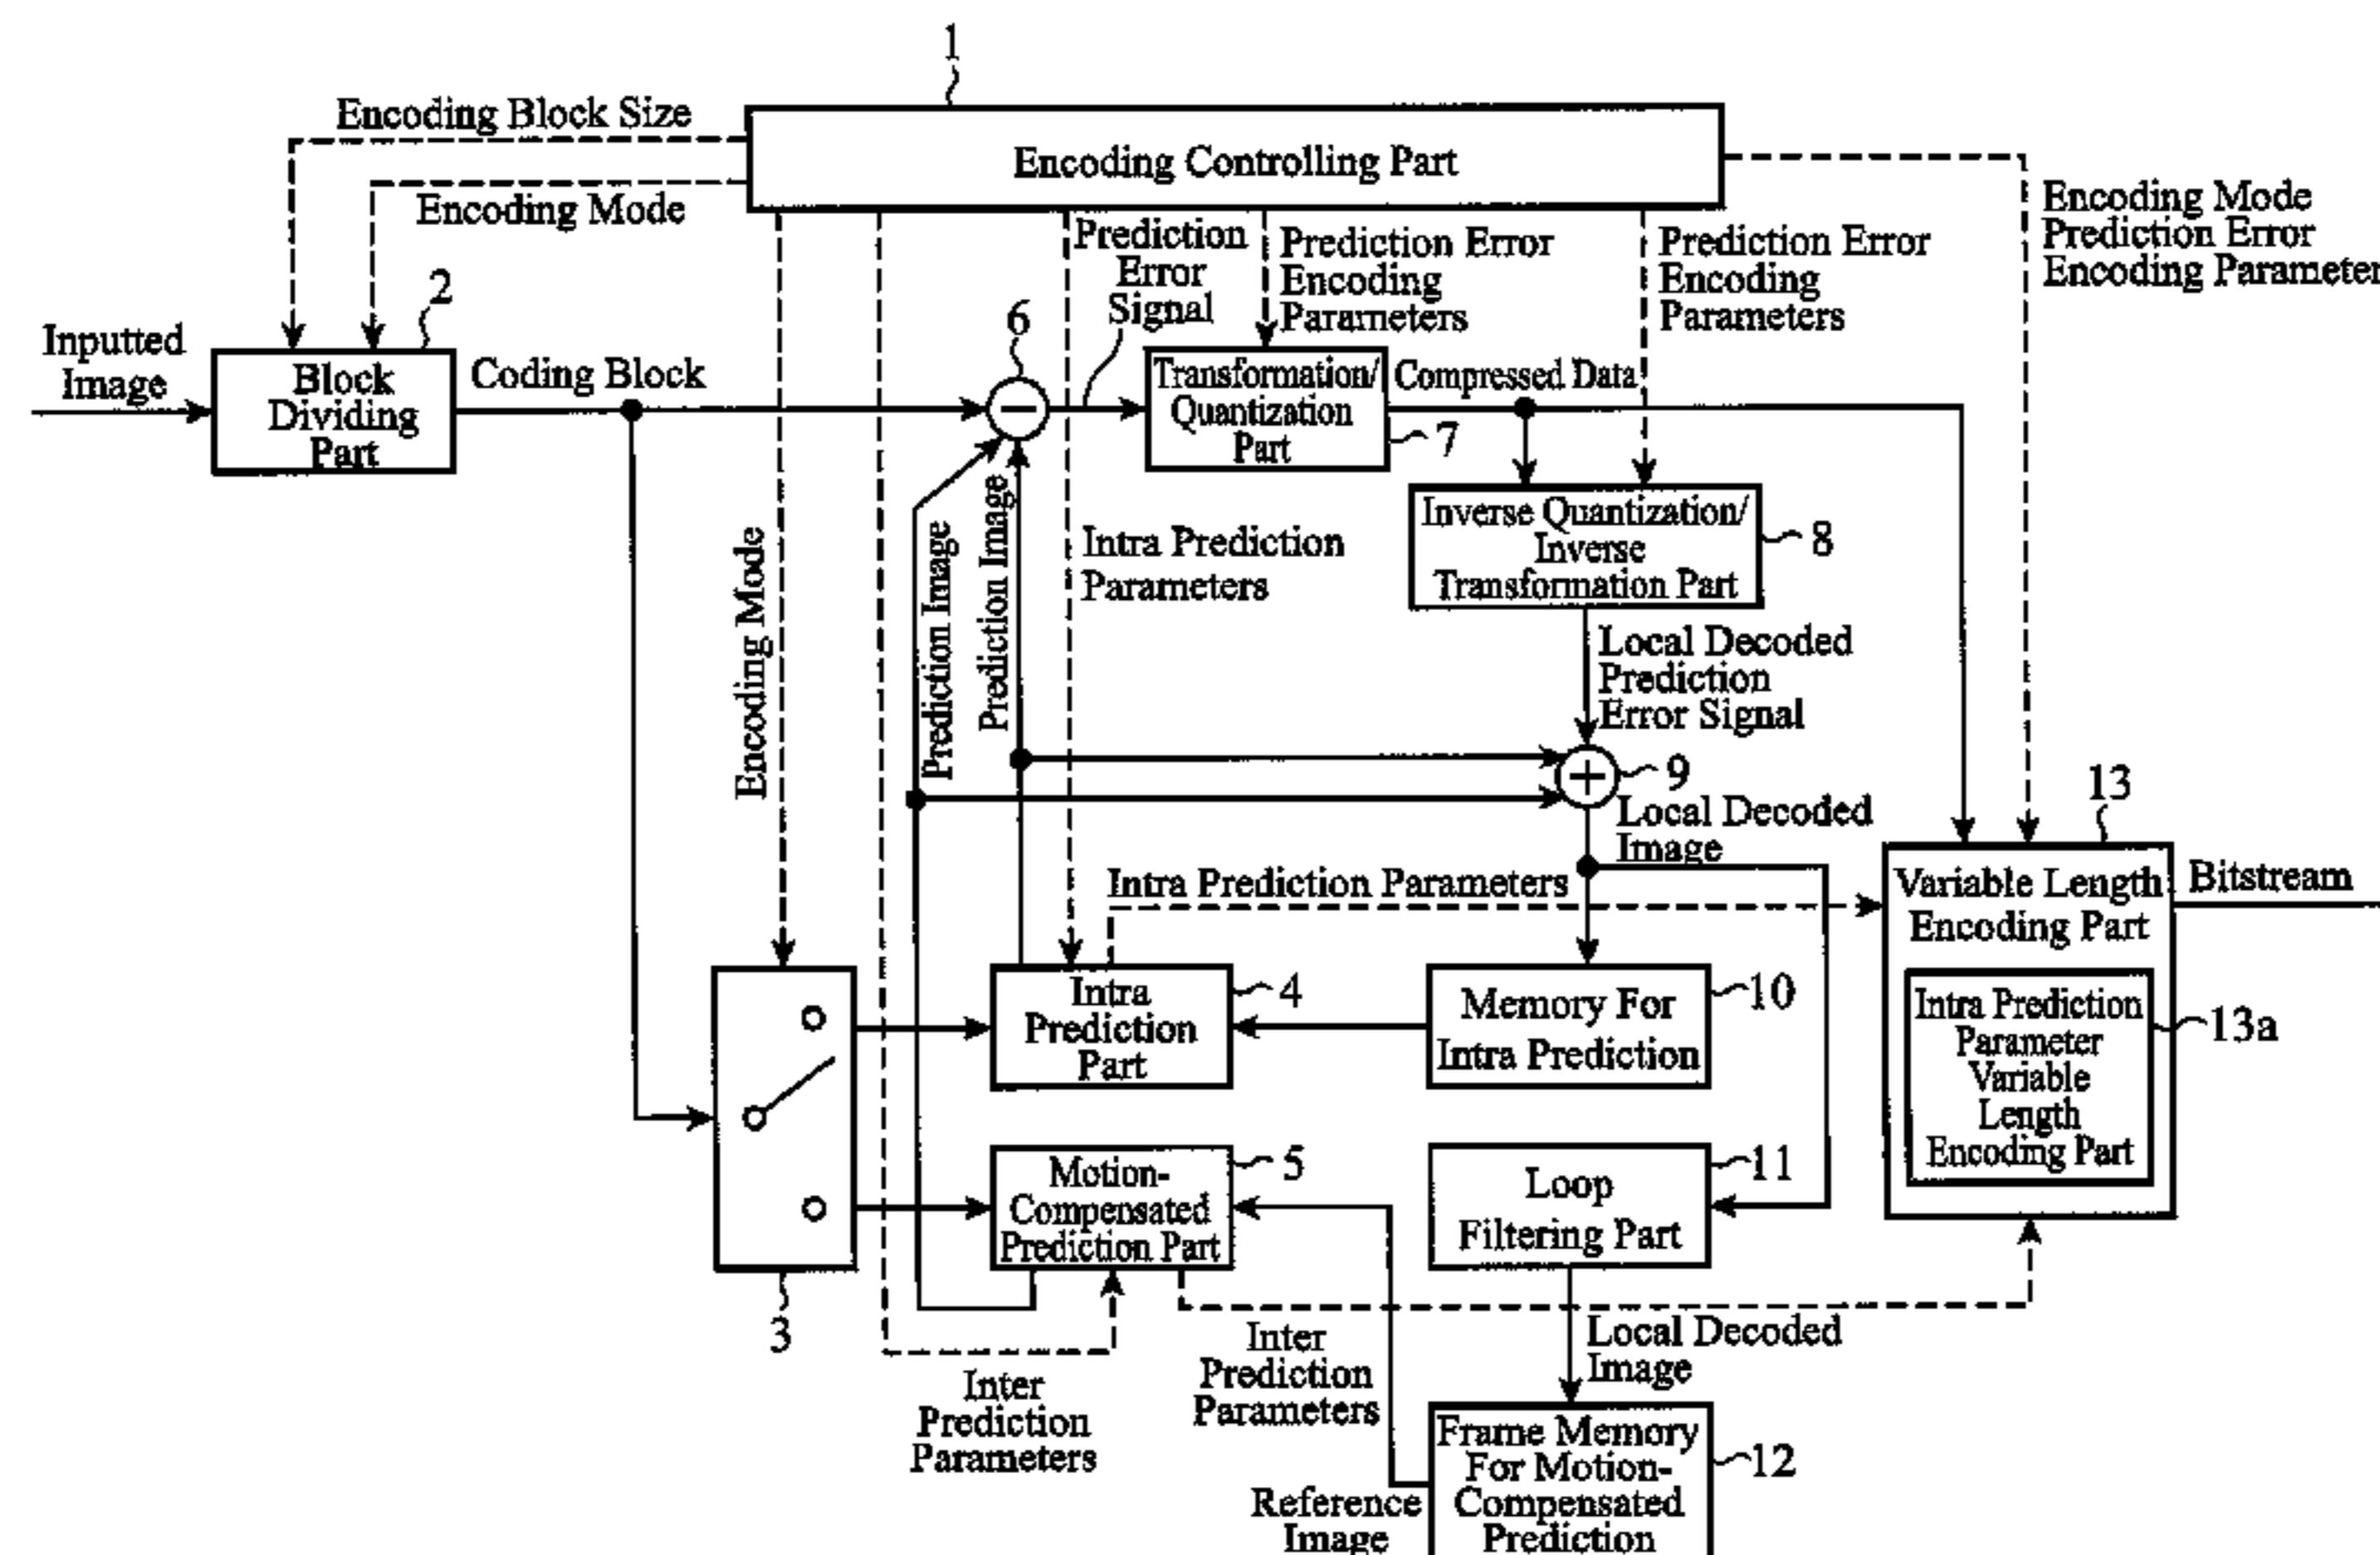 1
Encoding Block Size
Encoding Controlling Part
Encoding Mode
Encoding Mode
Prediction Error
Encoding Parameter
Prediction
Error
Signal
Prediction Error
Encoding
Parameters
Prediction Error
Encoding
Parameters
2
6
Inputted
Image
Block
Dividing
Part
Coding Block
−
Transformation/
Quantization
Part
7
Compressed Data
Inverse Quantization/
Inverse
Transformation Part
8
Encoding Mode
Prediction Image
Prediction Image
Intra Prediction
Parameters
Local Decoded
Prediction
Error Signal
+
9
Local Decoded
Image
13
Intra Prediction Parameters
Variable Length
Encoding Part
Bitstream
Intra
Prediction
Part
4
Memory For
Intra Prediction
10
Intra Prediction
Parameter
Variable
Length
Encoding Part
13a
Motion-
Compensated
Prediction Part
5
Loop
Filtering Part
11
3
Inter
Prediction
Parameters
Inter
Prediction
Parameters
Local Decoded
Image
Reference
Image
Frame Memory
For Motion-
Compensated
Prediction
12